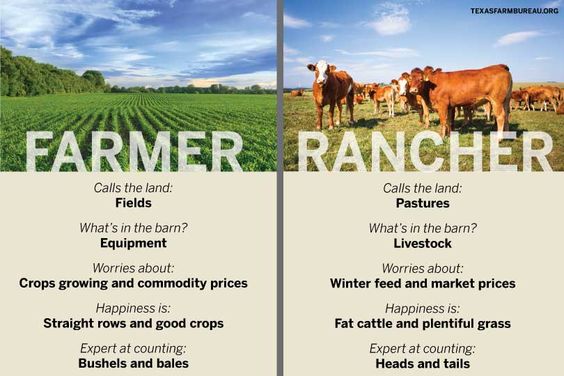 TEXASFARMBUREAU.ORG
FARMER
Calls the land:
Fields
What's in the barn?
Equipment
Worries about:
Crops growing and commodity prices
Happiness is:
Straight rows and good crops
Expert at counting:
Bushels and bales
RANCHER
Calls the land:
Pastures
What's in the barn?
Livestock
Worries about:
Winter feed and market prices
Happiness is:
Fat cattle and plentiful grass
Expert at counting:
Heads and tails